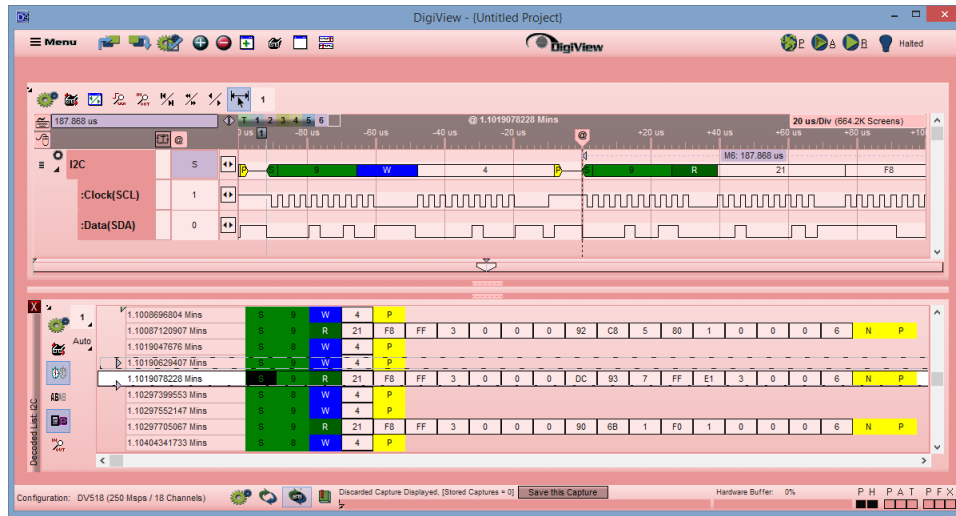 DigiView - {Untitled Project}
Menu
DigiView
P A R Halted
1
187.868 us
T 1 2 3 4 5 6
@ 1.1019078228 Mins
20 us/Div (664.2K Screens)
@
1 -80 us -60 us -40 us -20 us @ +20 us +40 us +60 us +80 us
M6: 187.868 us
I2C S P S 9 W 4 P S 9 R 21 F8
:Clock(SCL) 1
:Data(SDA) 0
X
1
Auto
Decoded List: I2C
1.1008696804 Mins S 9 W 4 P
1.10087120907 Mins S 9 R 21 F8 FF 3 0 0 0 92 C8 5 80 1 0 0 0 6 N P
1.1019047676 Mins S 8 W 4 P
1.10190629407 Mins S 9 W 4 P
1.1019078228 Mins S 9 R 21 F8 FF 3 0 0 0 DC 93 7 FF E1 3 0 0 6 N P
1.10297399553 Mins S 8 W 4 P
1.10297552147 Mins S 9 W 4 P
1.10297705067 Mins S 9 R 21 F8 FF 3 0 0 0 90 6B 1 F0 1 0 0 0 6 N P
1.10404341733 Mins S 8 W 4 P
Configuration: DV518 (250 Msps / 18 Channels)
Discarded Capture Displayed, [Stored Captures = 0]
Save this Capture
Hardware Buffer: 0%
P H P A T P F X